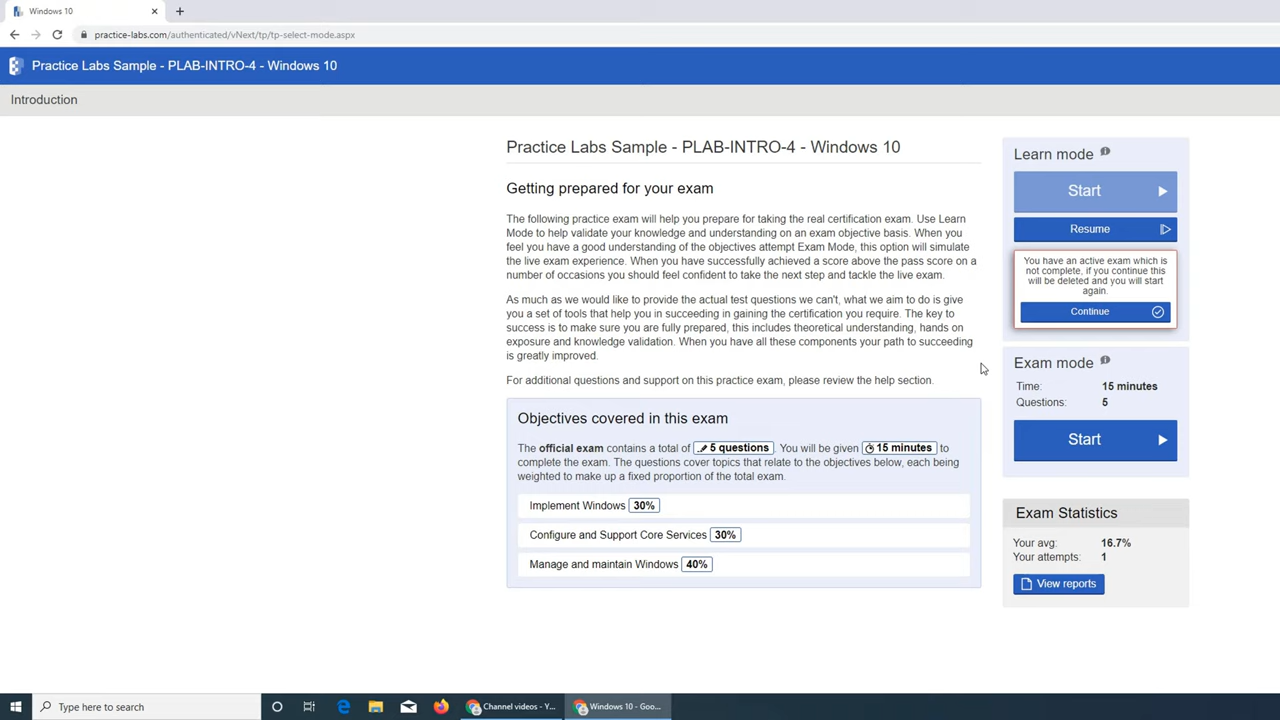 Windows 10
practice-labs.com/authenticated/vNext/tp/tp-select-mode.aspx
Practice Labs Sample - PLAB-INTRO-4 - Windows 10
Introduction
Practice Labs Sample - PLAB-INTRO-4 - Windows 10
Getting prepared for your exam
The following practice exam will help you prepare for taking the real certification exam. Use Learn
Mode to help validate your knowledge and understanding on an exam objective basis. When you
feel you have a good understanding of the objectives attempt Exam Mode, this option will simulate
the live exam experience. When you have successfully achieved a score above the pass score on a
number of occasions you should feel confident to take the next step and tackle the live exam.
As much as we would like to provide the actual test questions we can't, what we aim to do is give
you a set of tools that help you in succeeding in gaining the certification you require. The key to
success is to make sure you are fully prepared, this includes theoretical understanding, hands on
exposure and knowledge validation. When you have all these components your path to succeeding
is greatly improved.
For additional questions and support on this practice exam, please review the help section.
Objectives covered in this exam
The official exam contains a total of 5 questions. You will be given 15 minutes to
complete the exam. The questions cover topics that relate to the objectives below, each being
weighted to make up a fixed proportion of the total exam.
Implement Windows 30%
Configure and Support Core Services 30%
Manage and maintain Windows 40%
Learn mode
Start
Resume
You have an active exam which is
not complete, if you continue this
will be deleted and you will start
again.
Continue
Exam mode
Time: 15 minutes
Questions: 5
Start
Exam Statistics
Your avg: 16.7%
Your attempts: 1
View reports
Type here to search
Channel videos - Y...
Windows 10 - Goo...